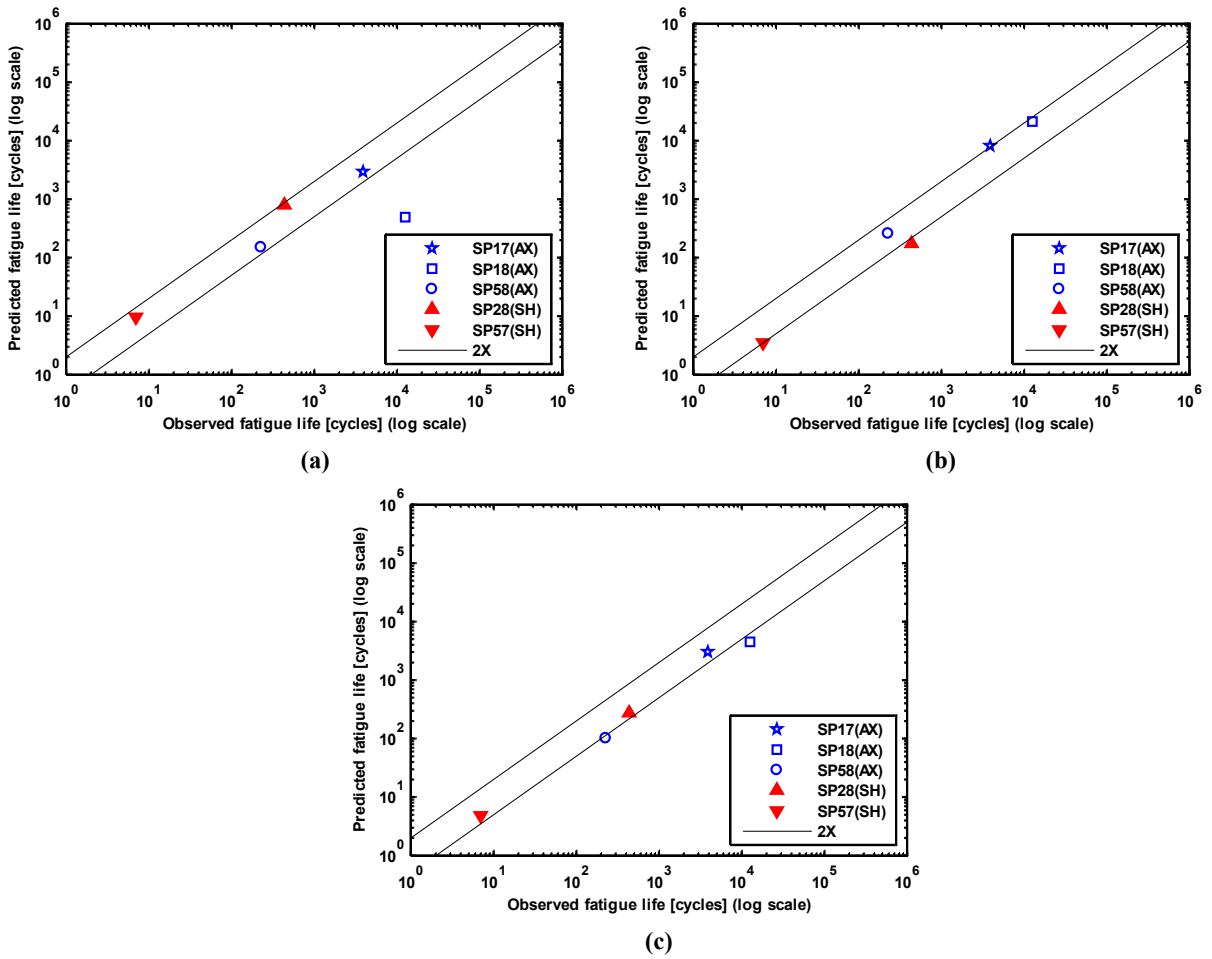 10^6
10^5
10^4
10^3
10^2
10^1
10^0
Predicted fatigue life [cycles] (log scale)
SP17(AX)
SP18(AX)
SP58(AX)
SP28(SH)
SP57(SH)
2X
10^0 10^1 10^2 10^3 10^4 10^5 10^6
Observed fatigue life [cycles] (log scale)
(a)
10^6
10^5
10^4
10^3
10^2
10^1
10^0
Predicted fatigue life [cycles] (log scale)
SP17(AX)
SP18(AX)
SP58(AX)
SP28(SH)
SP57(SH)
2X
10^0 10^1 10^2 10^3 10^4 10^5 10^6
Observed fatigue life [cycles] (log scale)
(b)
10^6
10^5
10^4
10^3
10^2
10^1
10^0
Predicted fatigue life [cycles] (log scale)
SP17(AX)
SP18(AX)
SP58(AX)
SP28(SH)
SP57(SH)
2X
10^0 10^1 10^2 10^3 10^4 10^5 10^6
Observed fatigue life [cycles] (log scale)
(c)